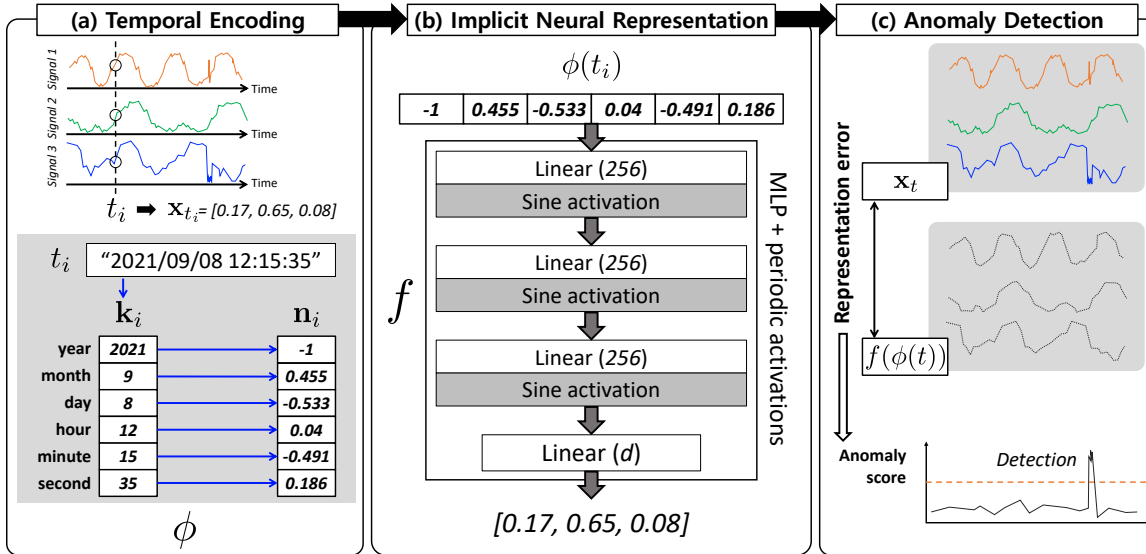 (a) Temporal Encoding
Signal 1
Time
Signal 2
Time
Signal 3
Time
t_i ➡ x_{t_i} = [0.17, 0.65, 0.08]
t_i "2021/09/08 12:15:35"
k_i n_i
year 2021 -1
month 9 0.455
day 8 -0.533
hour 12 0.04
minute 15 -0.491
second 35 0.186
ϕ
(b) Implicit Neural Representation
ϕ(t_i)
-1 0.455 -0.533 0.04 -0.491 0.186
Linear (256)
Sine activation
Linear (256)
Sine activation
f
Linear (256)
Sine activation
Linear (d)
MLP + periodic activations
[0.17, 0.65, 0.08]
(c) Anomaly Detection
Representation error
x_t
f(ϕ(t))
Anomaly
score
Detection